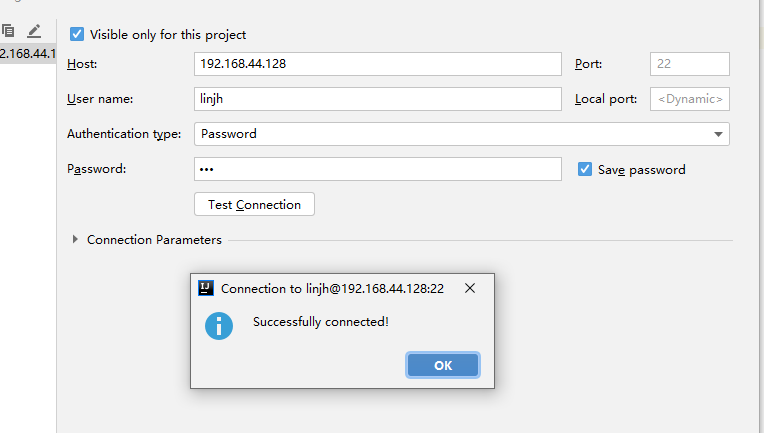 Visible only for this project
2.168.44.1
Host: 192.168.44.128 Port: 22
User name: linjh Local port: <Dynamic>
Authentication type: Password
Password: ••• Save password
Test Connection
Connection Parameters
IJ Connection to linjh@192.168.44.128:22
Successfully connected!
OK